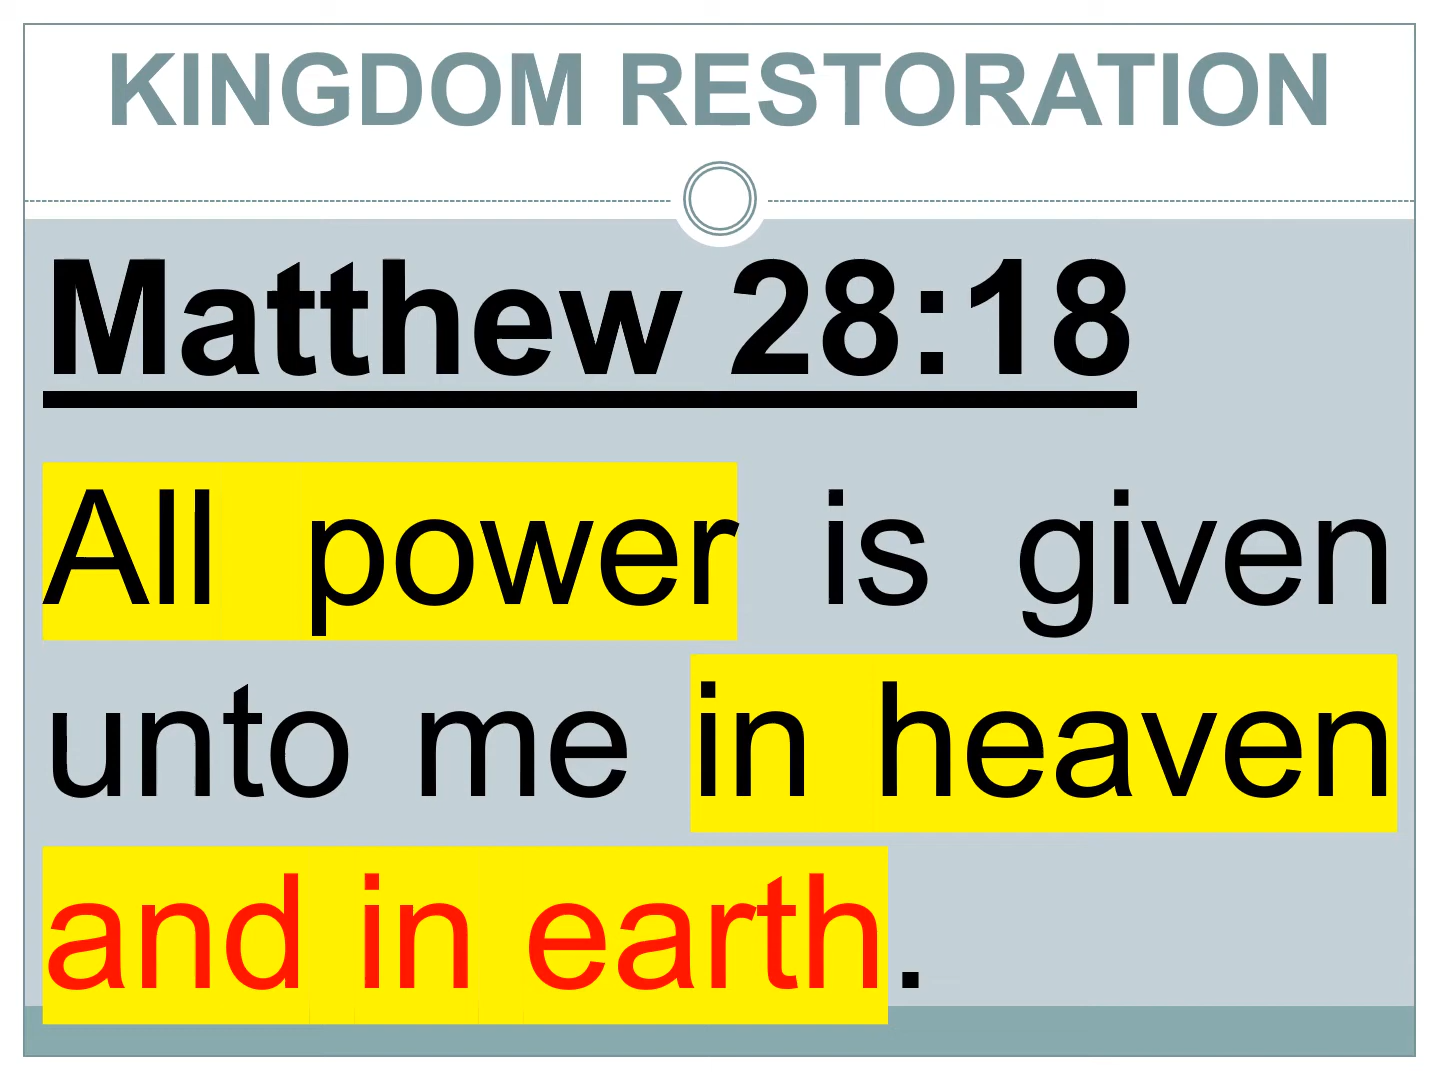 KINGDOM RESTORATION
Matthew 28:18
All power is given
unto me in heaven
and in earth.